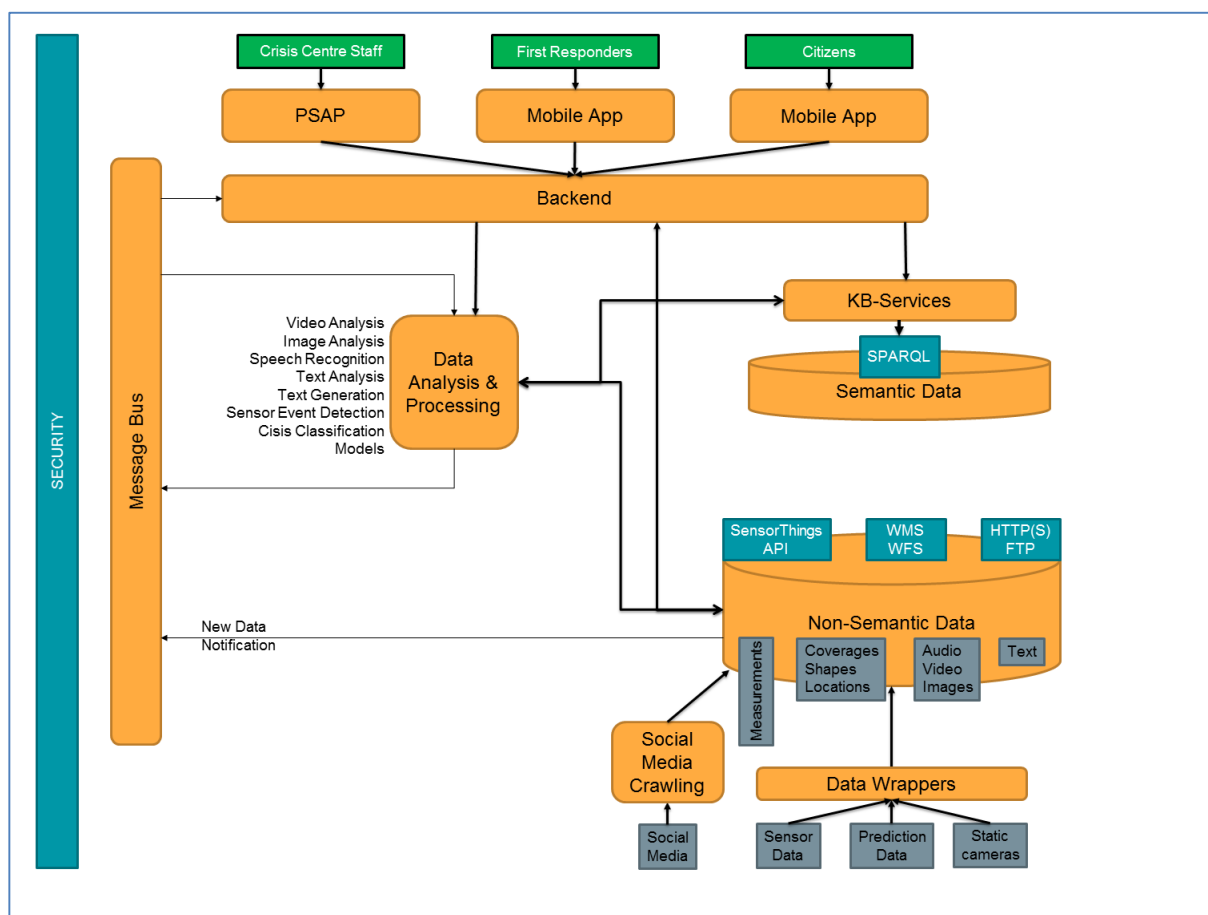 Crisis Centre Staff
First Responders
Citizens
PSAP
Mobile App
Mobile App
Backend
SECURITY
Message Bus
KB-Services
SPARQL
Semantic Data
Video Analysis
Image Analysis
Speech Recognition
Text Analysis
Text Generation
Sensor Event Detection
Cisis Classification
Models
Data
Analysis &
Processing
SensorThings
API
WMS
WFS
HTTP(S)
FTP
Non-Semantic Data
New Data
Notification
Measurements
Coverages
Shapes
Locations
Audio
Video
Images
Text
Social
Media
Crawling
Data Wrappers
Social
Media
Sensor
Data
Prediction
Data
Static
cameras